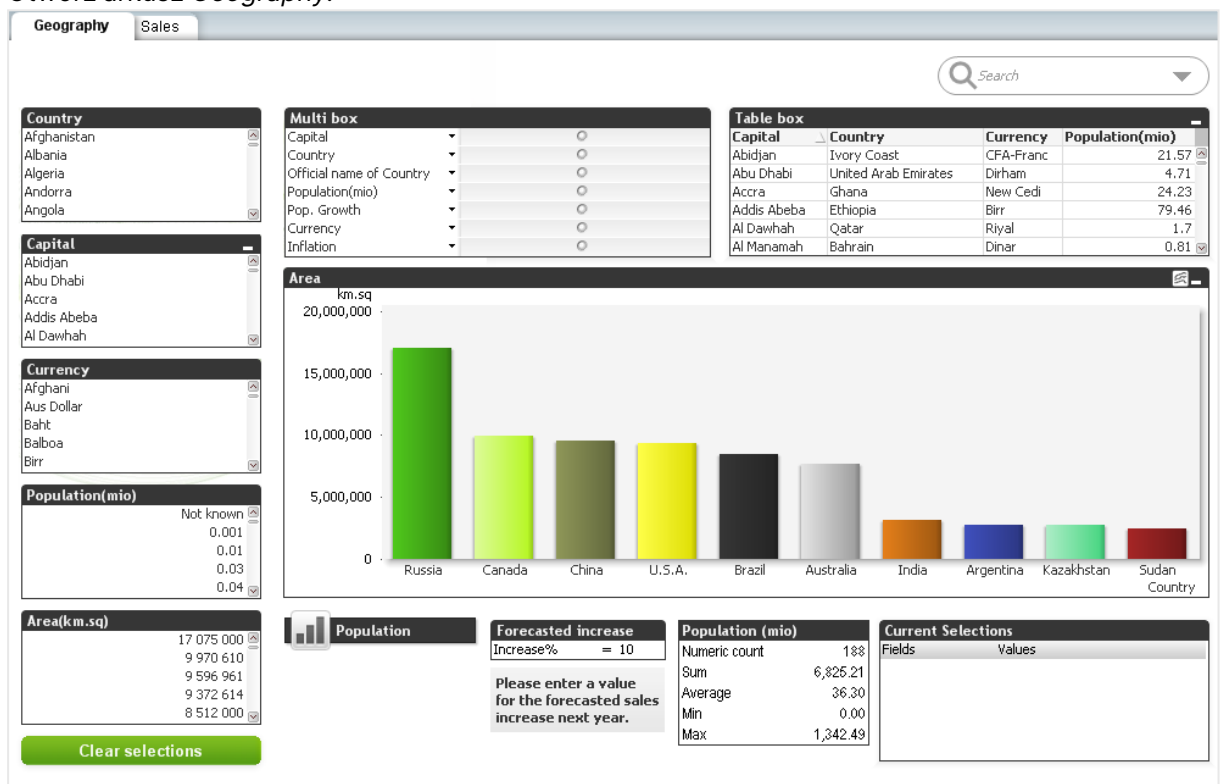 Geography
Sales
Search
Country
Afghanistan
Albania
Algeria
Andorra
Angola
Capital
Abidjan
Abu Dhabi
Accra
Addis Abeba
Al Dawhah
Currency
Afghani
Aus Dollar
Baht
Balboa
Birr
Population(mio)
Not known
0.001
0.01
0.03
0.04
Area(km.sq)
17 075 000
9 970 610
9 596 961
9 372 614
8 512 000
Clear selections
Multi box
Capital
Country
Official name of Country
Population(mio)
Pop. Growth
Currency
Inflation
Table box
Capital Country Currency Population(mio)
Abidjan Ivory Coast CFA-Franc 21.57
Abu Dhabi United Arab Emirates Dirham 4.71
Accra Ghana New Cedi 24.23
Addis Abeba Ethiopia Birr 79.46
Al Dawhah Qatar Riyal 1.7
Al Manamah Bahrain Dinar 0.81
Area
km.sq
20,000,000
15,000,000
10,000,000
5,000,000
0
Russia Canada China U.S.A. Brazil Australia India Argentina Kazakhstan Sudan
Country
Population
Forecasted increase
Increase% = 10
Please enter a value
for the forecasted sales
increase next year.
Population (mio)
Numeric count 188
Sum 6,825.21
Average 36.30
Min 0.00
Max 1,342.49
Current Selections
Fields Values